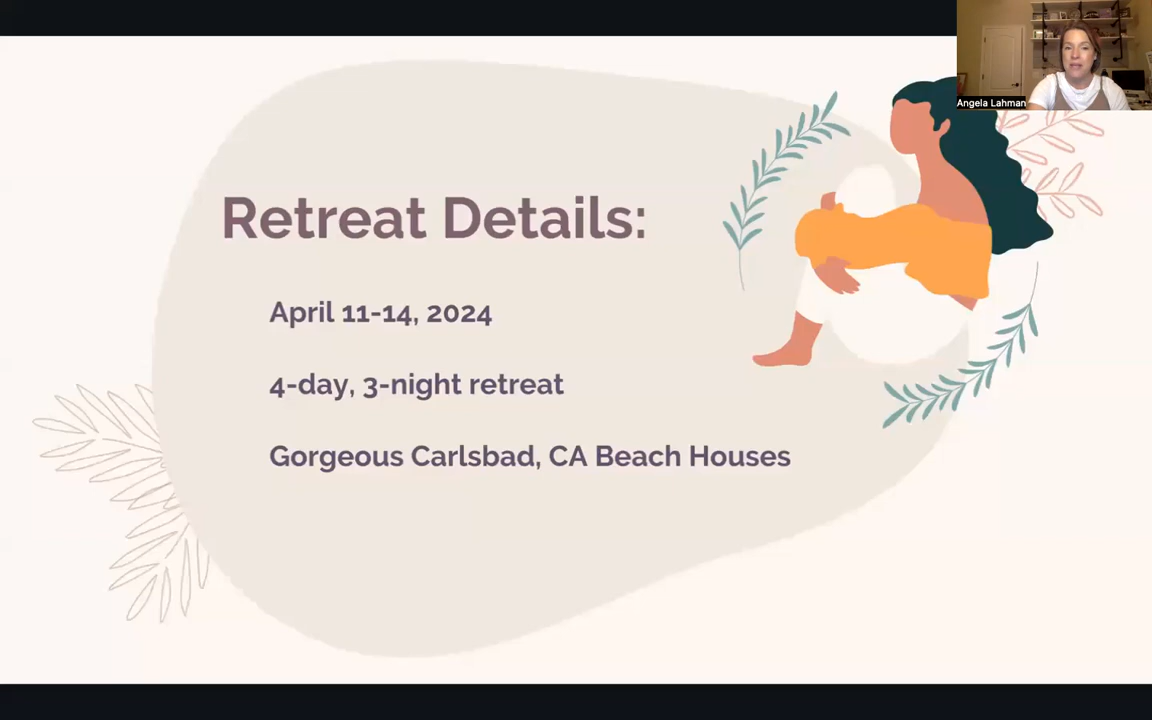 Angela Lahman
Retreat Details:
April 11-14, 2024
4-day, 3-night retreat
Gorgeous Carlsbad, CA Beach Houses